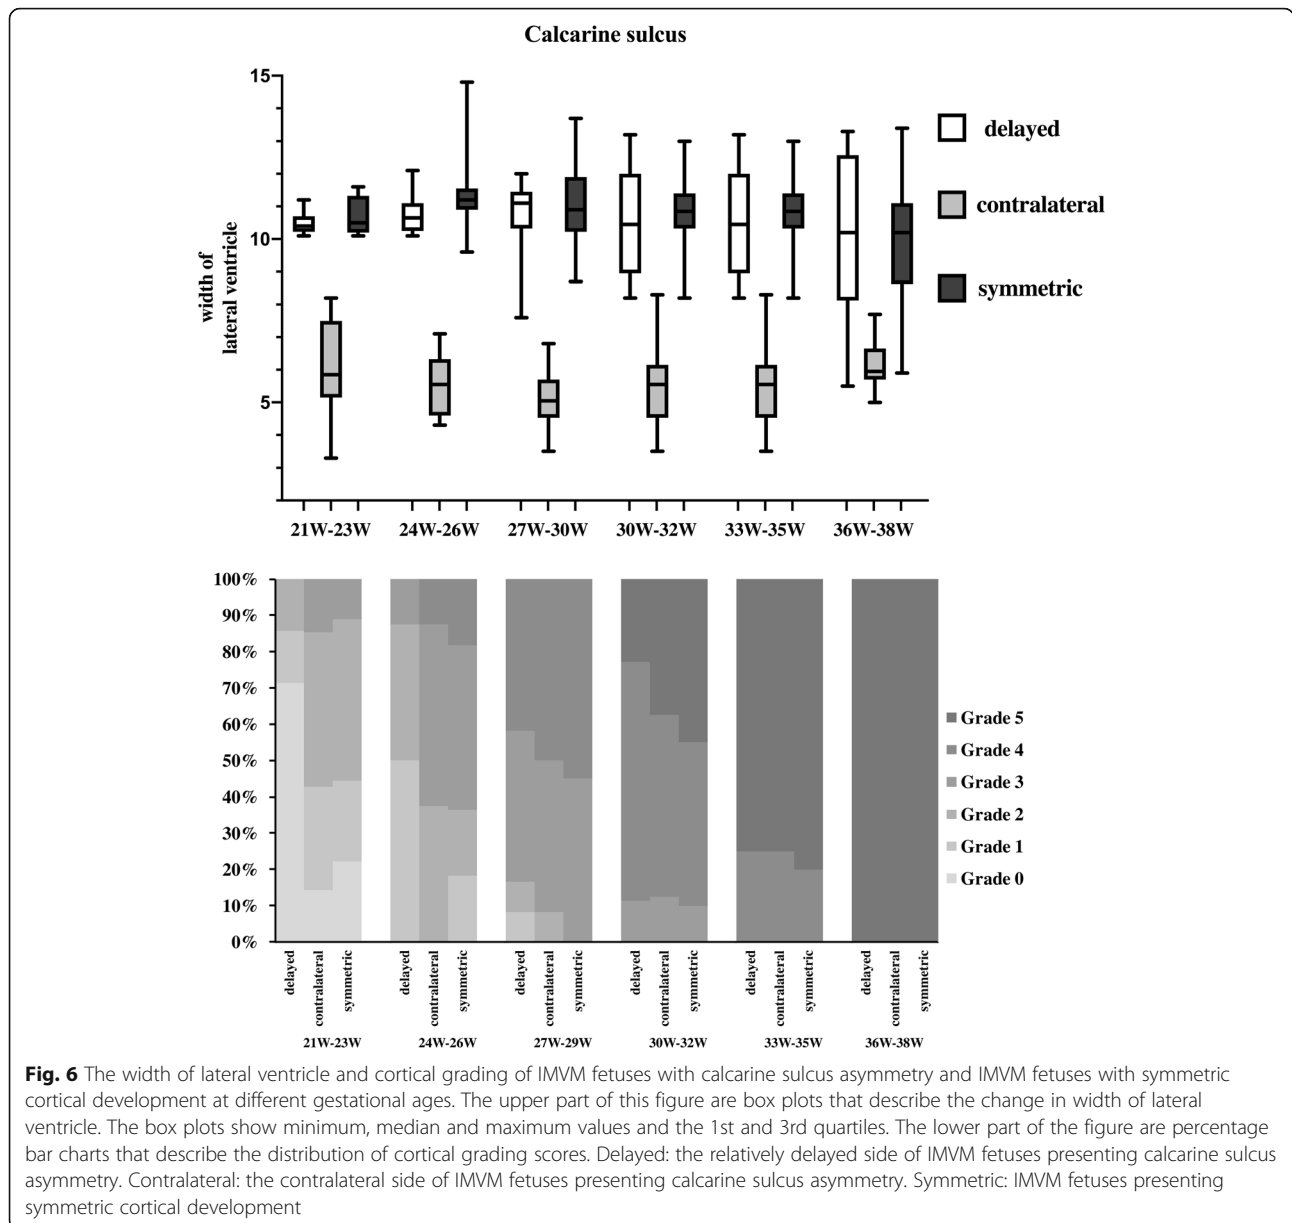 Calcarine sulcus
15
10
5
width of
lateral ventricle
delayed
contralateral
symmetric
21W-23W 24W-26W 27W-30W 30W-32W 33W-35W 36W-38W
100%
90%
80%
70%
60%
50%
40%
30%
20%
10%
0%
Grade 5
Grade 4
Grade 3
Grade 2
Grade 1
Grade 0
delayed contralateral symmetric delayed contralateral symmetric delayed contralateral symmetric delayed contralateral symmetric delayed contralateral symmetric delayed contralateral symmetric
21W-23W 24W-26W 27W-29W 30W-32W 33W-35W 36W-38W
Fig. 6 The width of lateral ventricle and cortical grading of IMVM fetuses with calcarine sulcus asymmetry and IMVM fetuses with symmetric
cortical development at different gestational ages. The upper part of this figure are box plots that describe the change in width of lateral
ventricle. The box plots show minimum, median and maximum values and the 1st and 3rd quartiles. The lower part of the figure are percentage
bar charts that describe the distribution of cortical grading scores. Delayed: the relatively delayed side of IMVM fetuses presenting calcarine sulcus
asymmetry. Contralateral: the contralateral side of IMVM fetuses presenting calcarine sulcus asymmetry. Symmetric: IMVM fetuses presenting
symmetric cortical development